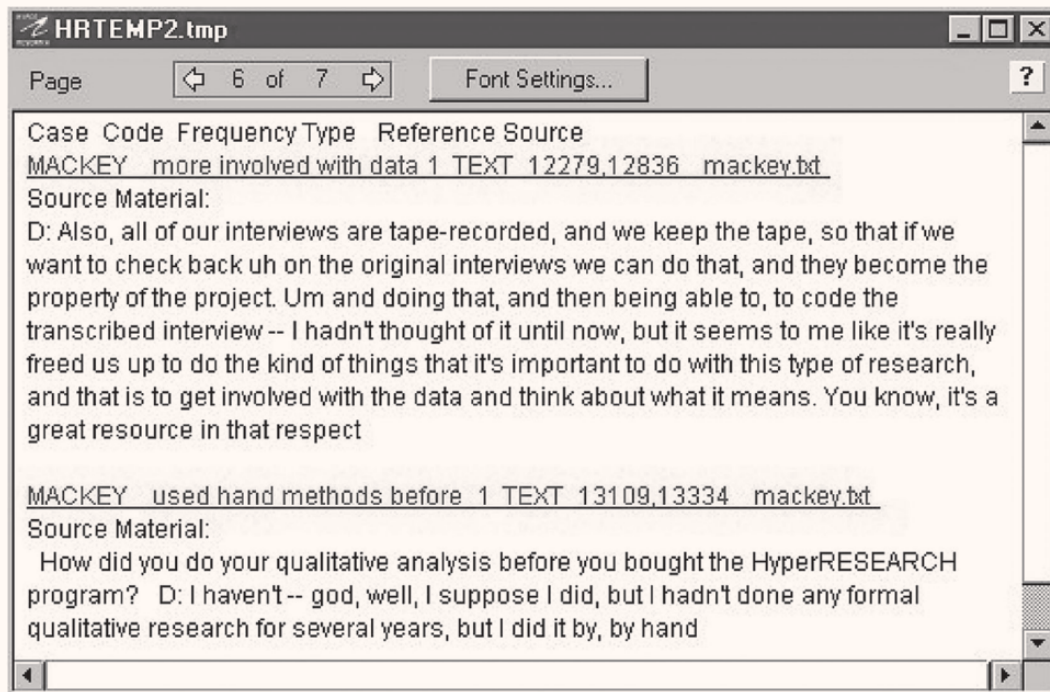 HRTEMP2.tmp
Page 6 of 7 Font Settings... ?
Case Code Frequency Type Reference Source
MACKEY more involved with data 1 TEXT 12279,12836 mackey.txt
Source Material:
D: Also, all of our interviews are tape-recorded, and we keep the tape, so that if we
want to check back uh on the original interviews we can do that, and they become the
property of the project. Um and doing that, and then being able to, to code the
transcribed interview -- I hadn't thought of it until now, but it seems to me like it's really
freed us up to do the kind of things that it's important to do with this type of research,
and that is to get involved with the data and think about what it means. You know, it's a
great resource in that respect
MACKEY used hand methods before 1 TEXT 13109,13334 mackey.txt
Source Material:
How did you do your qualitative analysis before you bought the HyperRESEARCH
program? D: I haven't -- god, well, I suppose I did, but I hadn't done any formal
qualitative research for several years, but I did it by, by hand